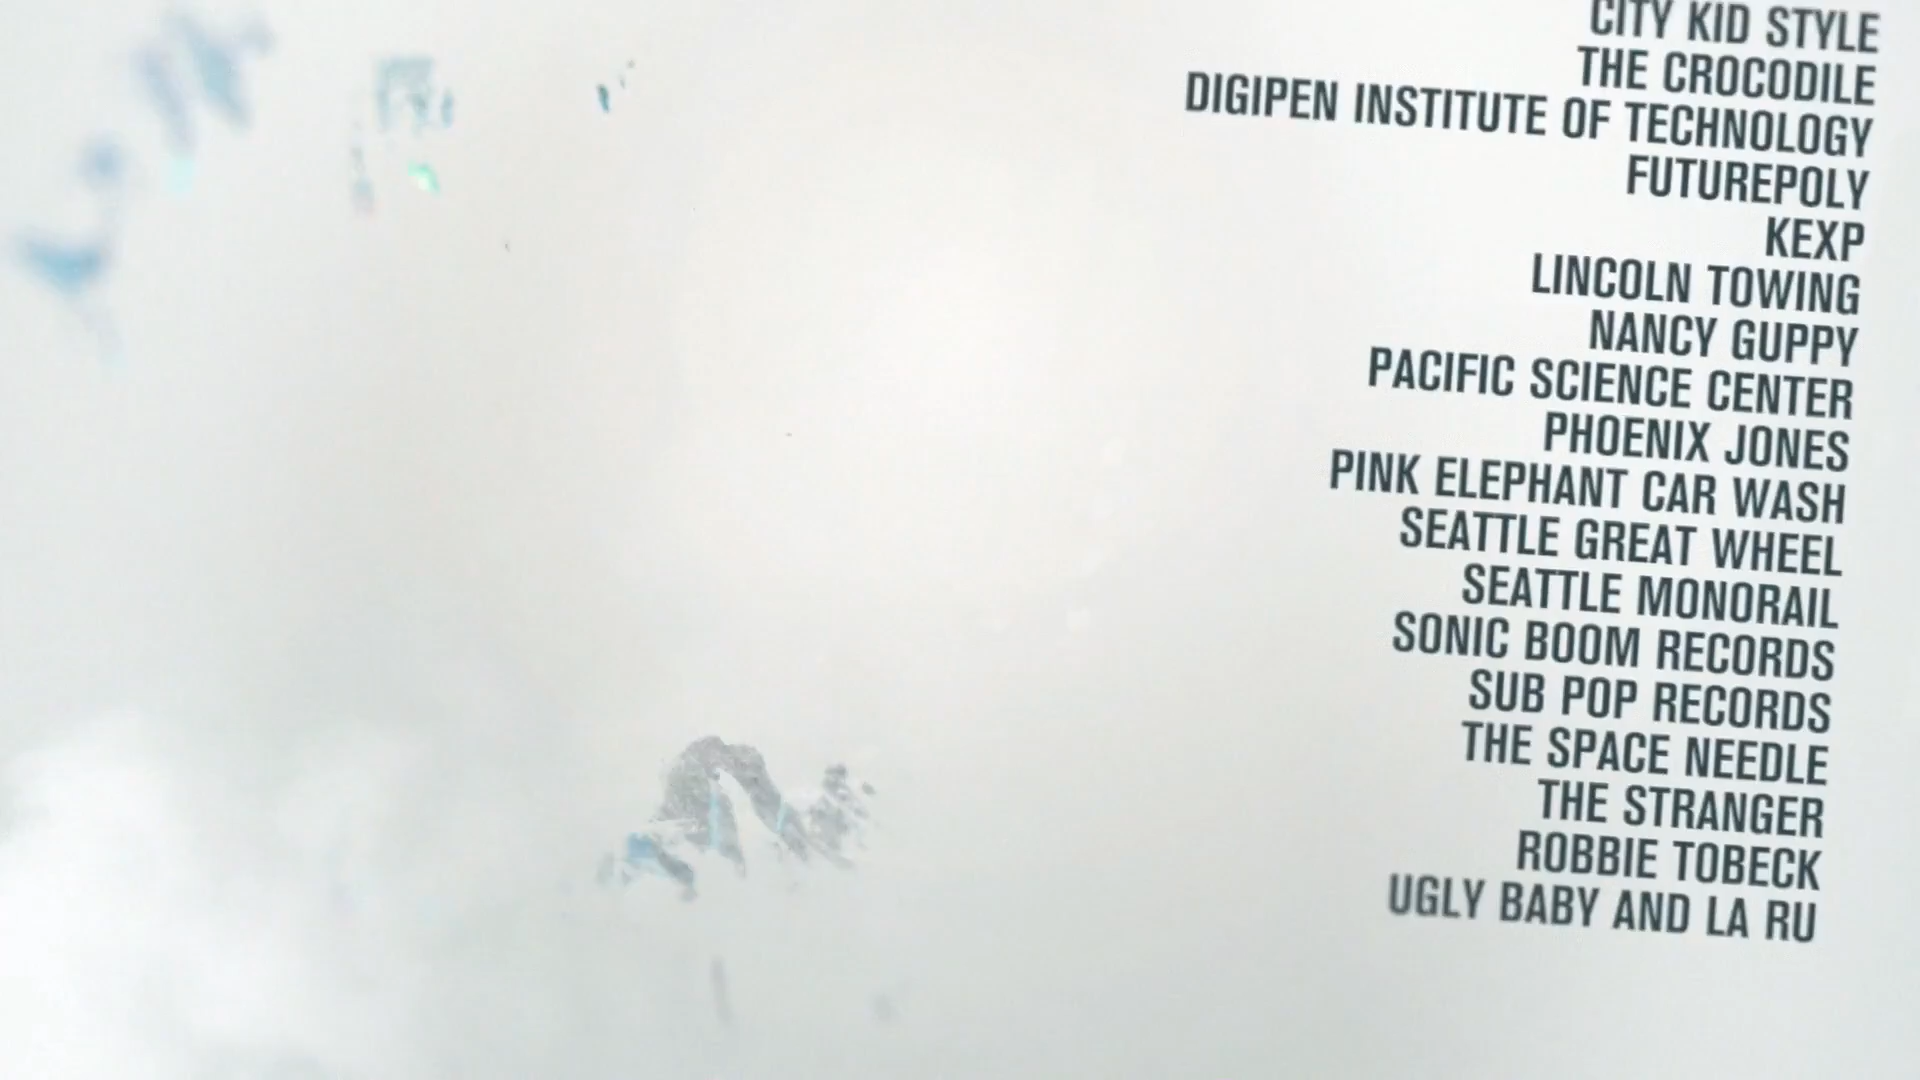 CITY KID STYLE
THE CROCODILE
DIGIPEN INSTITUTE OF TECHNOLOGY
FUTUREPOLY
KEXP
LINCOLN TOWING
NANCY GUPPY
PACIFIC SCIENCE CENTER
PHOENIX JONES
PINK ELEPHANT CAR WASH
SEATTLE GREAT WHEEL
SEATTLE MONORAIL
SONIC BOOM RECORDS
SUB POP RECORDS
THE SPACE NEEDLE
THE STRANGER
ROBBIE TOBECK
UGLY BABY AND LA RU